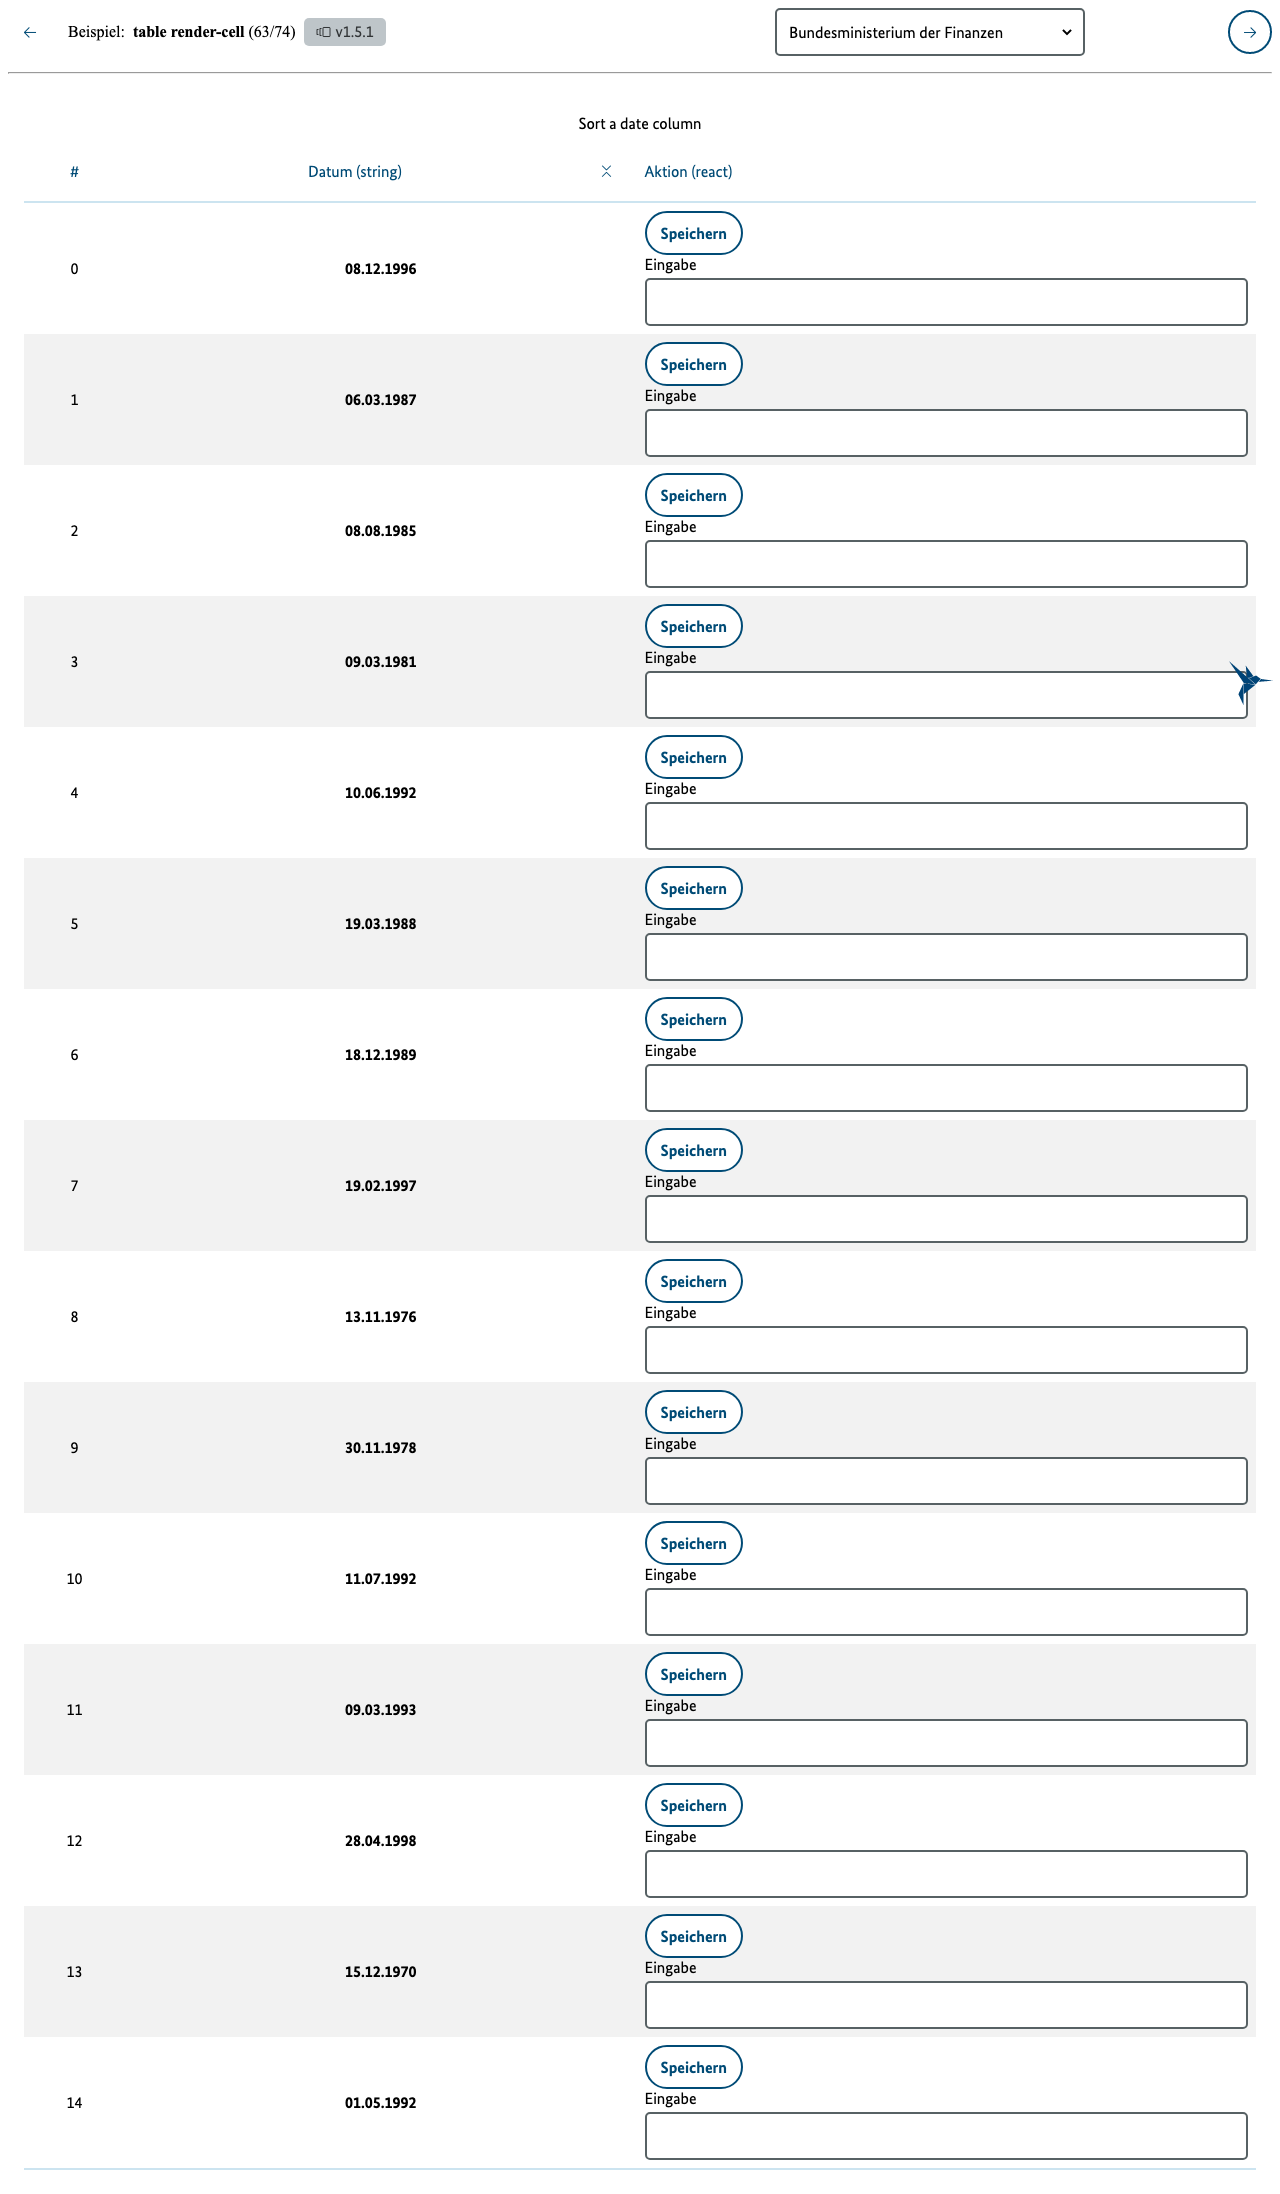 Beispiel: table render-cell (63/74) v1.5.1 Bundesministerium der Finanzen
Sort a date column
# Datum (string) Aktion (react)
Speichern
Eingabe
0 08.12.1996
Speichern
Eingabe
1 06.03.1987
Speichern
Eingabe
2 08.08.1985
Speichern
Eingabe
3 09.03.1981
Speichern
Eingabe
4 10.06.1992
Speichern
Eingabe
5 19.03.1988
Speichern
Eingabe
6 18.12.1989
Speichern
Eingabe
7 19.02.1997
Speichern
Eingabe
8 13.11.1976
Speichern
Eingabe
9 30.11.1978
Speichern
Eingabe
10 11.07.1992
Speichern
Eingabe
11 09.03.1993
Speichern
Eingabe
12 28.04.1998
Speichern
Eingabe
13 15.12.1970
Speichern
Eingabe
14 01.05.1992